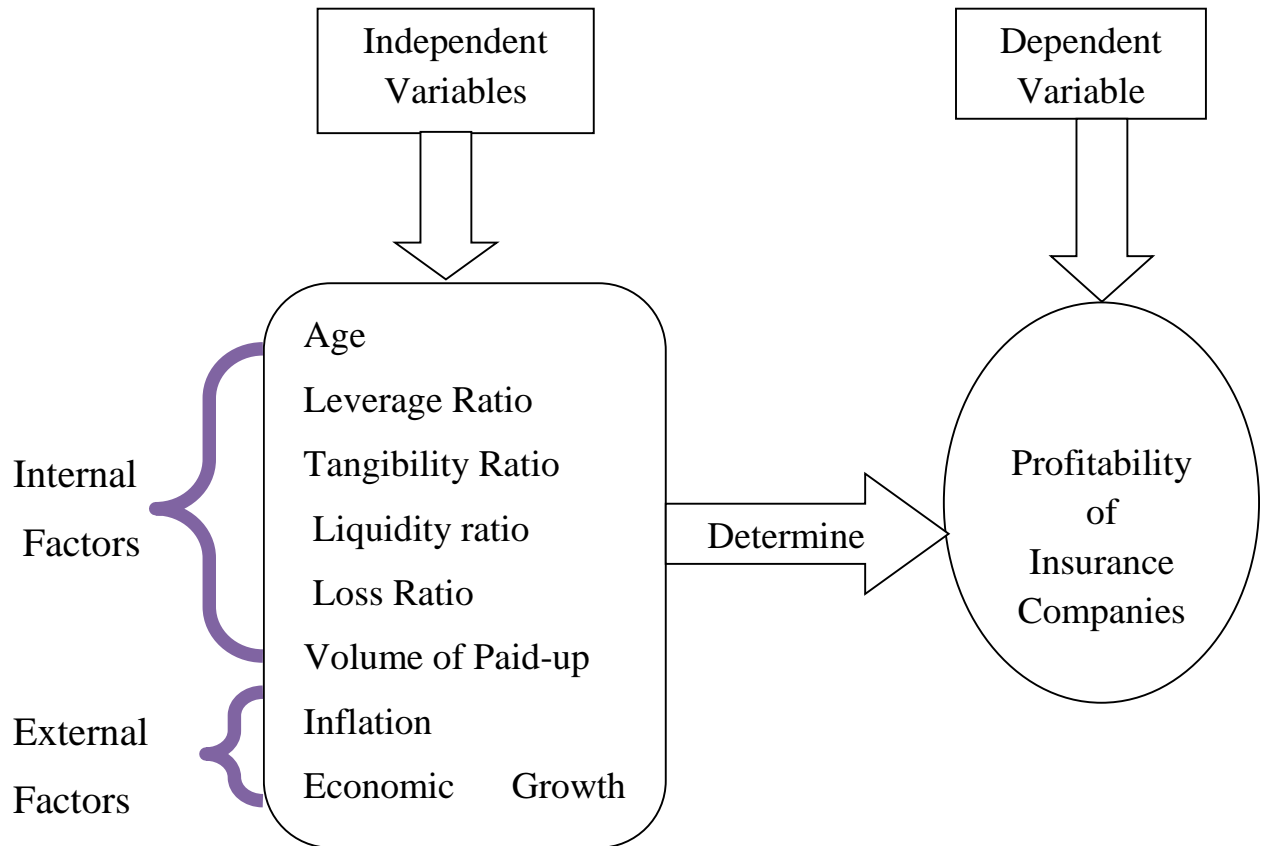 Independent
Variables
Dependent
Variable
Age
Leverage Ratio
Tangibility Ratio
Liquidity ratio
Loss Ratio
Volume of Paid-up
Inflation
Economic Growth
Internal
Factors
External
Factors
Determine
Profitability
of
Insurance
Companies